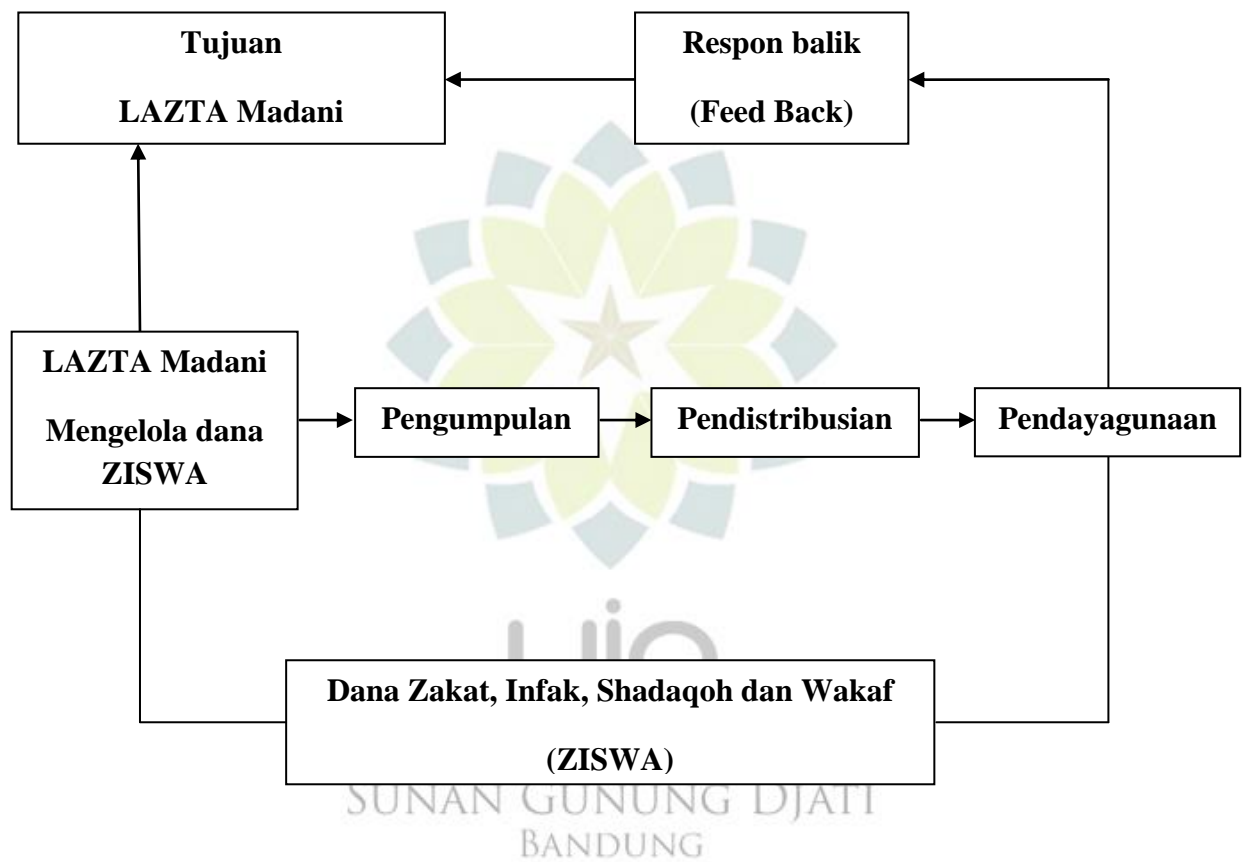 Tujuan
LAZTA Madani
Respon balik
(Feed Back)
LAZTA Madani
Mengelola dana
ZISWA
Pengumpulan
Pendistribusian
Pendayagunaan
uin
Dana Zakat, Infak, Shadaqoh dan Wakaf
(ZISWA)
SUNAN GUNUNG DJATI
BANDUNG